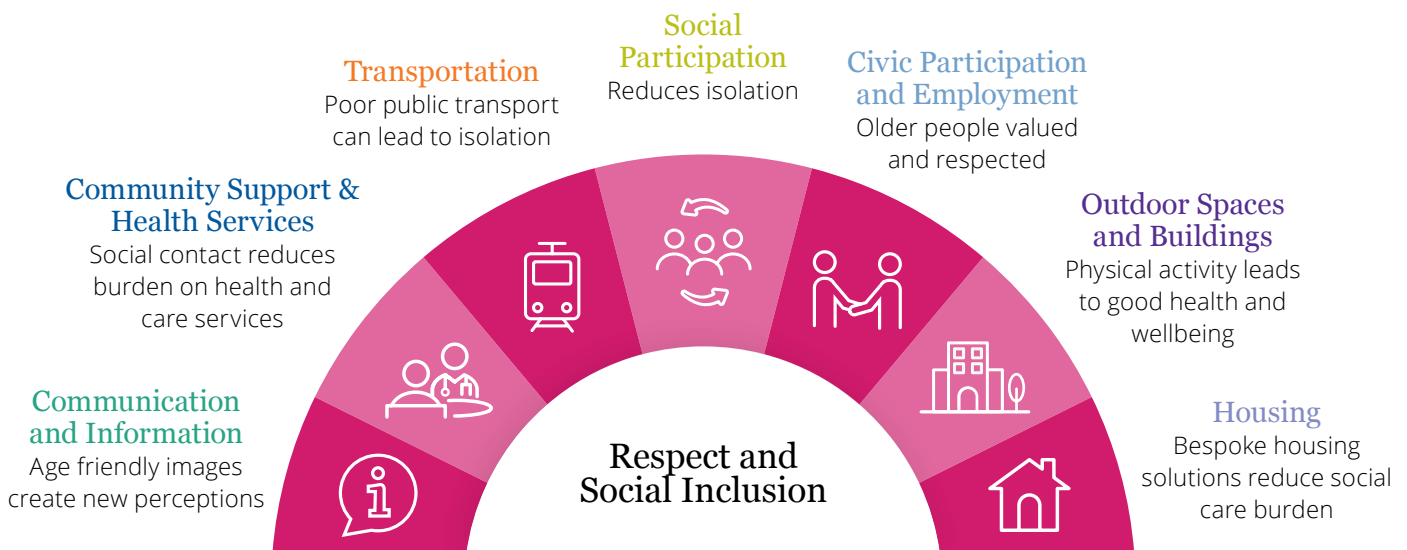 Communication
and Information
Age friendly images
create new perceptions
Community Support &
Health Services
Social contact reduces
burden on health and
care services
Transportation
Poor public transport
can lead to isolation
Social
Participation
Reduces isolation
Civic Participation
and Employment
Older people valued
and respected
Outdoor Spaces
and Buildings
Physical activity leads
to good health and
wellbeing
Housing
Bespoke housing
solutions reduce social
care burden
Respect and
Social Inclusion